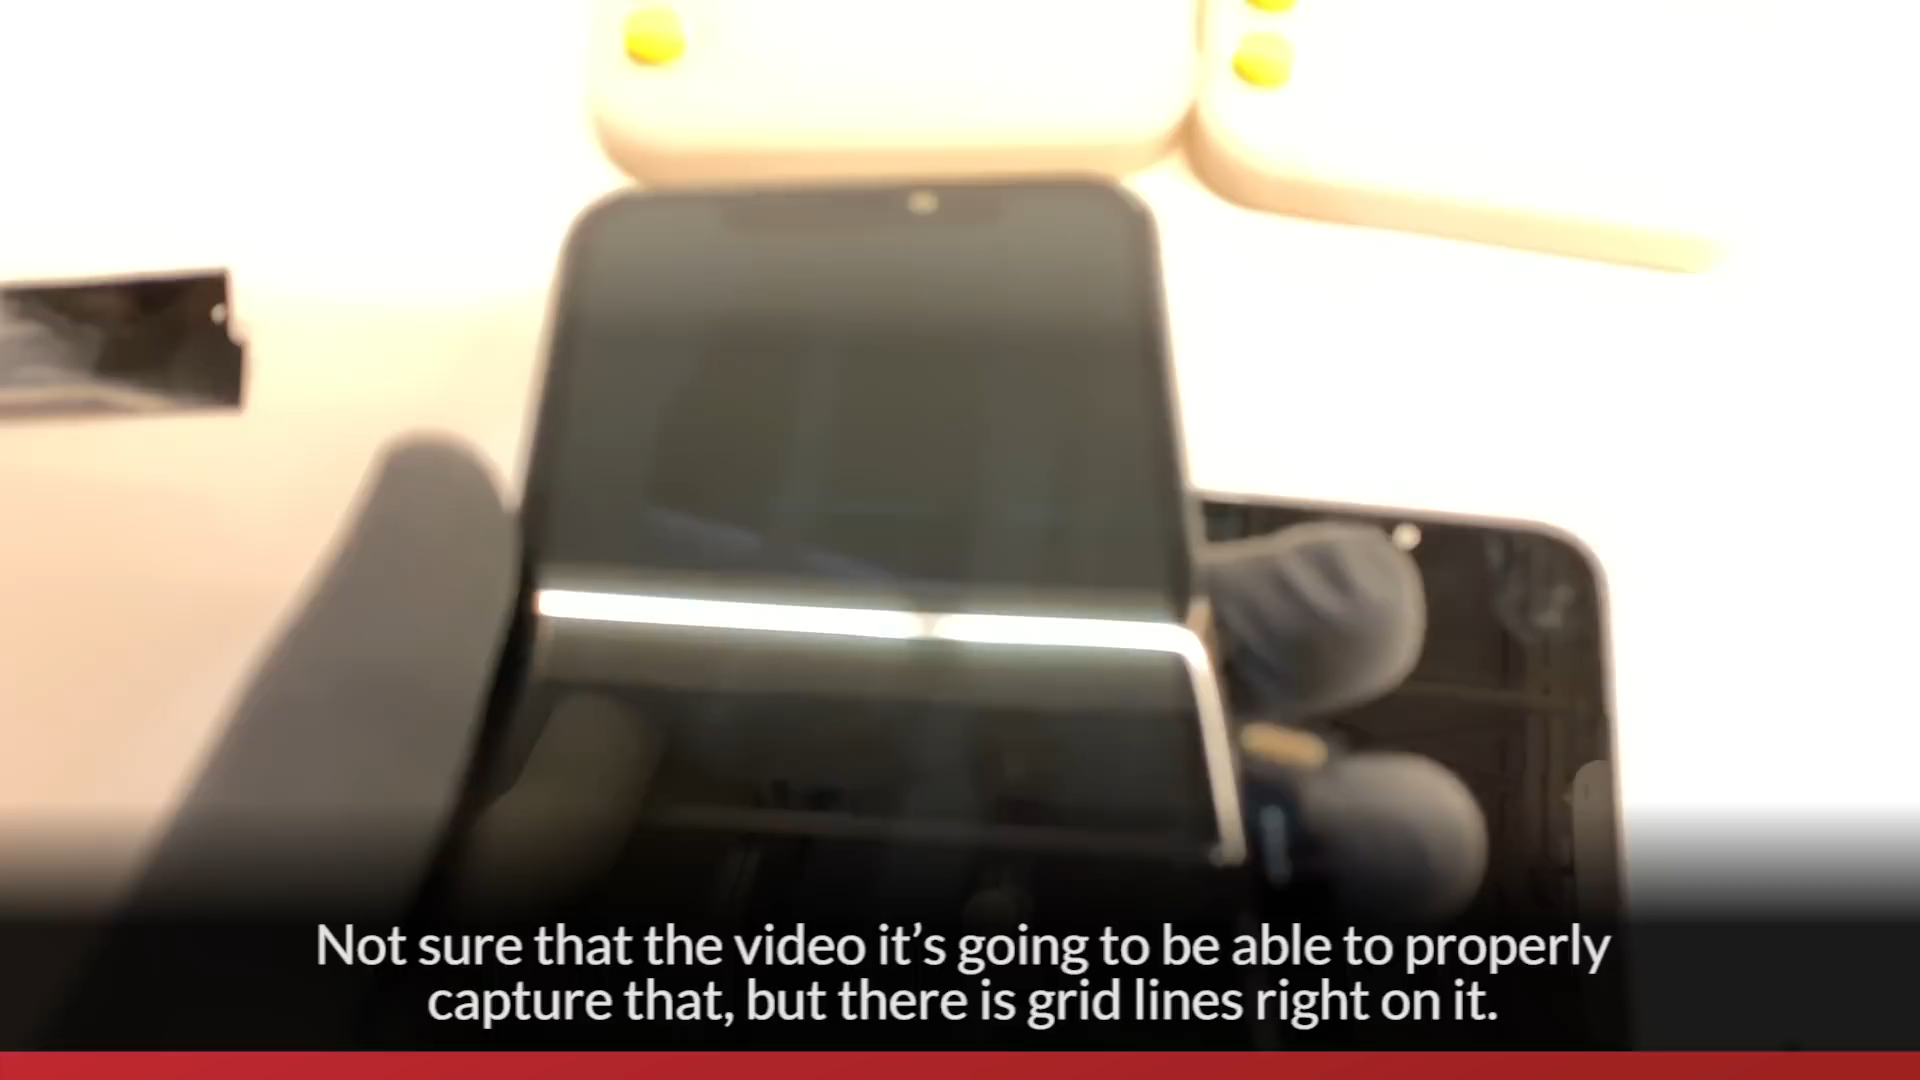 Not sure that the video it’s going to be able to properly
capture that, but there is grid lines right on it.